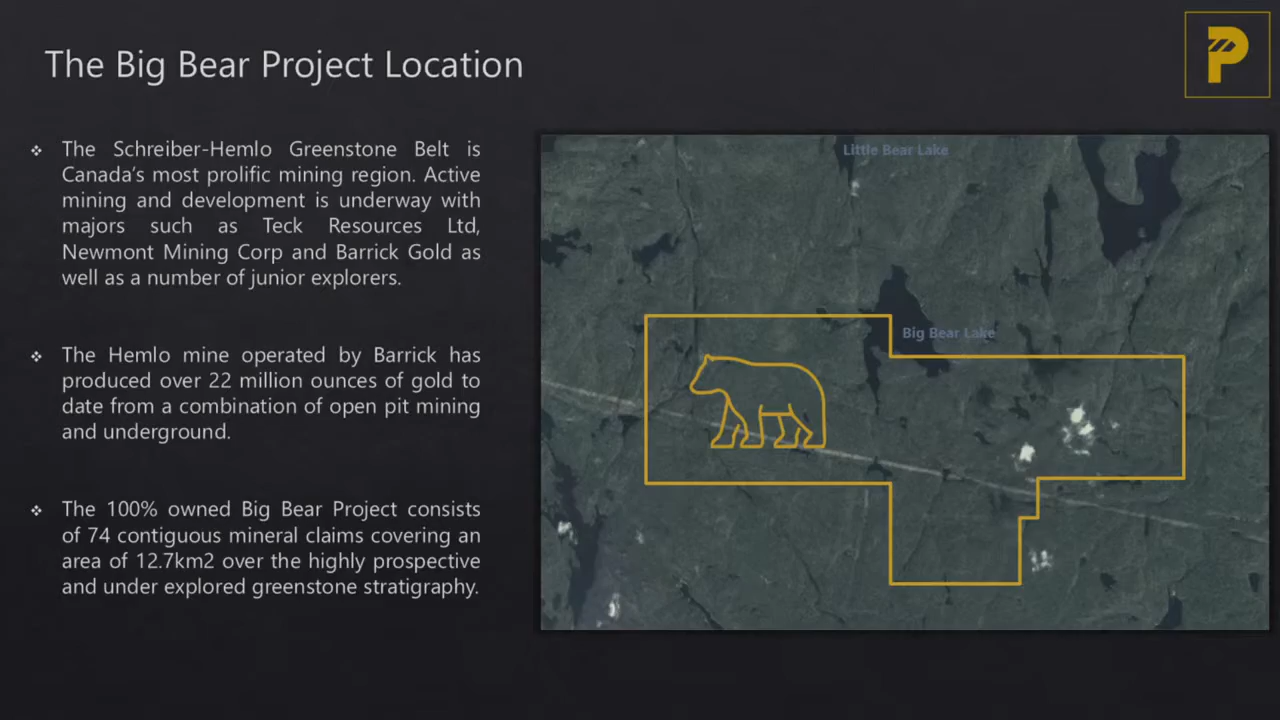 The Big Bear Project Location
P
❖ The Schreiber-Hemlo Greenstone Belt is
Canada's most prolific mining region. Active
mining and development is underway with
majors such as Teck Resources Ltd,
Newmont Mining Corp and Barrick Gold as
well as a number of junior explorers.
❖ The Hemlo mine operated by Barrick has
produced over 22 million ounces of gold to
date from a combination of open pit mining
and underground.
❖ The 100% owned Big Bear Project consists
of 74 contiguous mineral claims covering an
area of 12.7km2 over the highly prospective
and under explored greenstone stratigraphy.
Little Bear Lake
Big Bear Lake